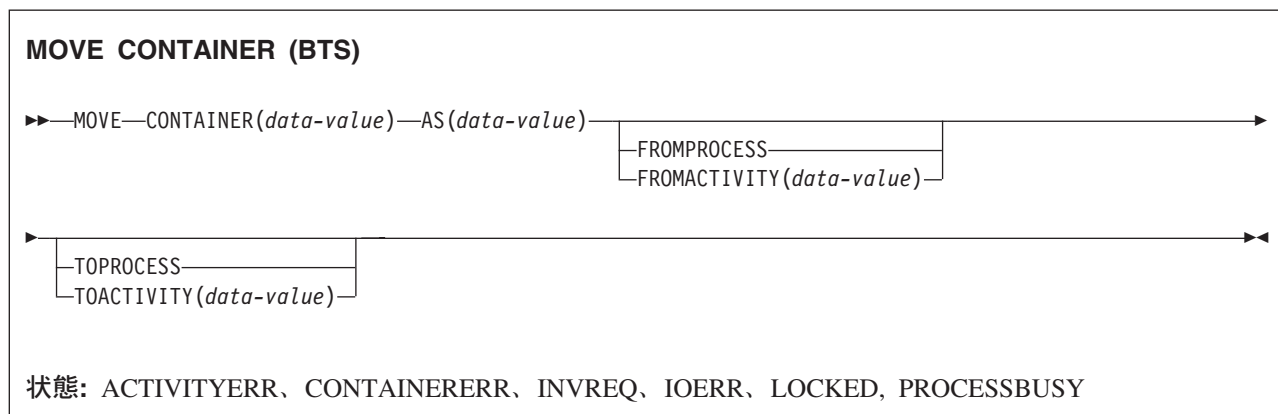 MOVE CONTAINER (BTS)
MOVE CONTAINER(data-value) AS(data-value)
FROMPROCESS
FROMACTIVITY(data-value)
TOPROCESS
TOACTIVITY(data-value)
状態: ACTIVITYERR、CONTAINERERR、INVREQ、IOERR、LOCKED, PROCESSBUSY